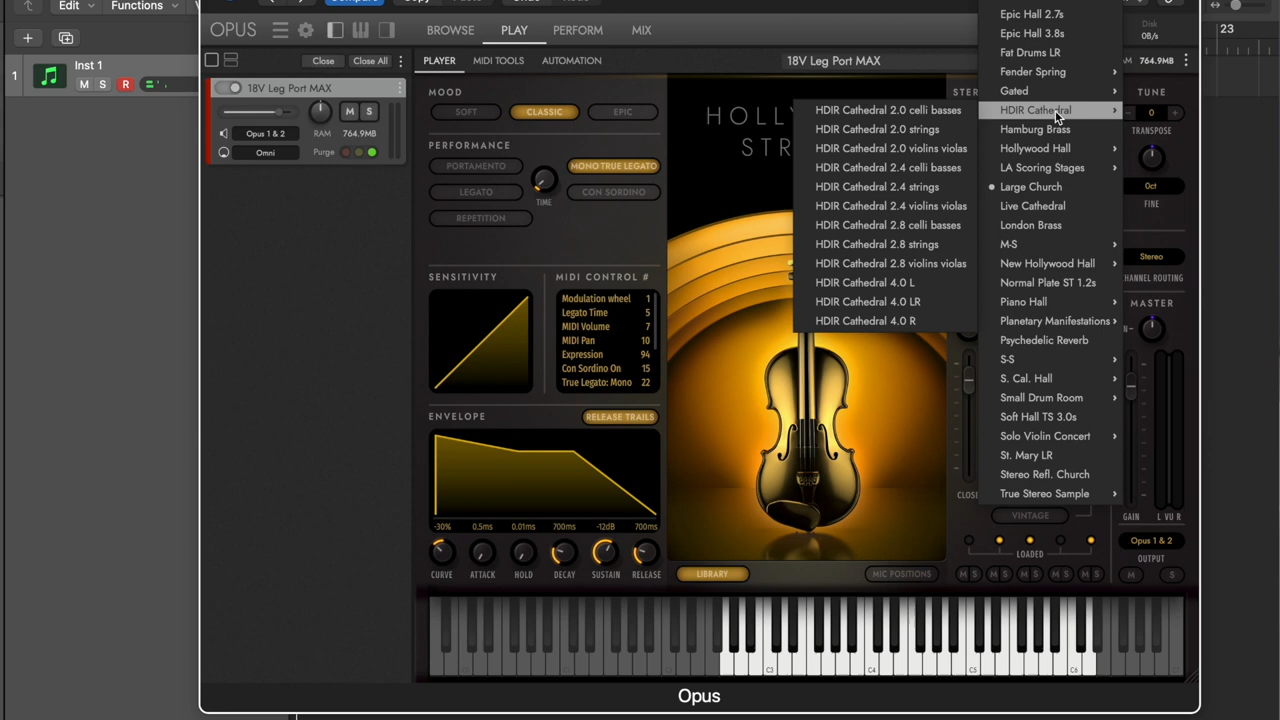 Edit
Functions
Compare
Copy
Undo
23
1
Inst 1
M S R
OPUS
BROWSE
PLAY
PERFORM
MIX
Disk
0B/s
Close
Close All
PLAYER
MIDI TOOLS
AUTOMATION
18V Leg Port MAX
764.9MB
18V Leg Port MAX
M S
Opus 1 & 2
RAM
764.9MB
Omni
Purge
MOOD
SOFT
CLASSIC
EPIC
PERFORMANCE
PORTAMENTO
MONO TRUE LEGATO
LEGATO
CON SORDINO
TIME
REPETITION
SENSITIVITY
MIDI CONTROL #
Modulation wheel 1
Legato Time 5
MIDI Volume 7
MIDI Pan 10
Expression 94
Con Sordino On 15
True Legato: Mono 22
ENVELOPE
RELEASE TRAILS
-30% 0.5ms 0.01ms 700ms -12dB 700ms
CURVE ATTACK HOLD DECAY SUSTAIN RELEASE
HDIR Cathedral 2.0 celli basses
HDIR Cathedral 2.0 strings
HDIR Cathedral 2.0 violins violas
HDIR Cathedral 2.4 celli basses
HDIR Cathedral 2.4 strings
HDIR Cathedral 2.4 violins violas
HDIR Cathedral 2.8 celli basses
HDIR Cathedral 2.8 strings
HDIR Cathedral 2.8 violins violas
HDIR Cathedral 4.0 L
HDIR Cathedral 4.0 LR
HDIR Cathedral 4.0 R
Epic Hall 2.7s
Epic Hall 3.8s
Fat Drums LR
Fender Spring
Gated
HDIR Cathedral
Hamburg Brass
Hollywood Hall
LA Scoring Stages
Large Church
Live Cathedral
London Brass
M-S
New Hollywood Hall
Normal Plate ST 1.2s
Piano Hall
Planetary Manifestations
Psychedelic Reverb
S-S
S. Cal. Hall
Small Drum Room
Soft Hall TS 3.0s
Solo Violin Concert
St. Mary LR
Stereo Refl. Church
True Stereo Sample
TUNE
0
TRANSPOSE
0ct
FINE
Stereo
MASTER
GAIN L VU R
VINTAGE
LOADED
M S M S M S M S M S
Opus 1 & 2
OUTPUT
M S
LIBRARY
MIC POSITIONS
C3 C4 C5 C6
Opus